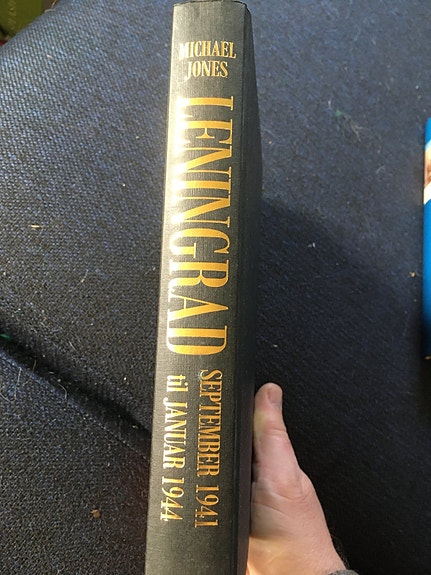 MICHAEL
JONES
LENINGRAD
SEPTEMBER 1941
til JANUAR 1944